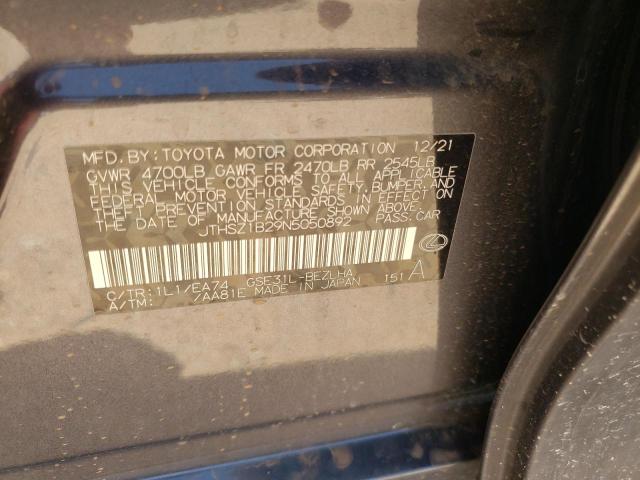 MFD. BY: TOYOTA MOTOR CORPORATION 12/21
GVWR 4700LB GAWR FR 2470LB RR 2545LB
THIS VEHICLE CONFORMS TO ALL APPLICABLE
FEDERAL MOTOR VEHICLE SAFETY, BUMPER, AND
THEFT PREVENTION STANDARDS IN EFFECT ON
THE DATE OF MANUFACTURE SHOWN ABOVE.
JTHSZ1B29N5050892 PASS. CAR
C/TR: 1L1/EA74 GSE31L-BEZLHA
A/TM: 7AA81E MADE IN JAPAN 151 A